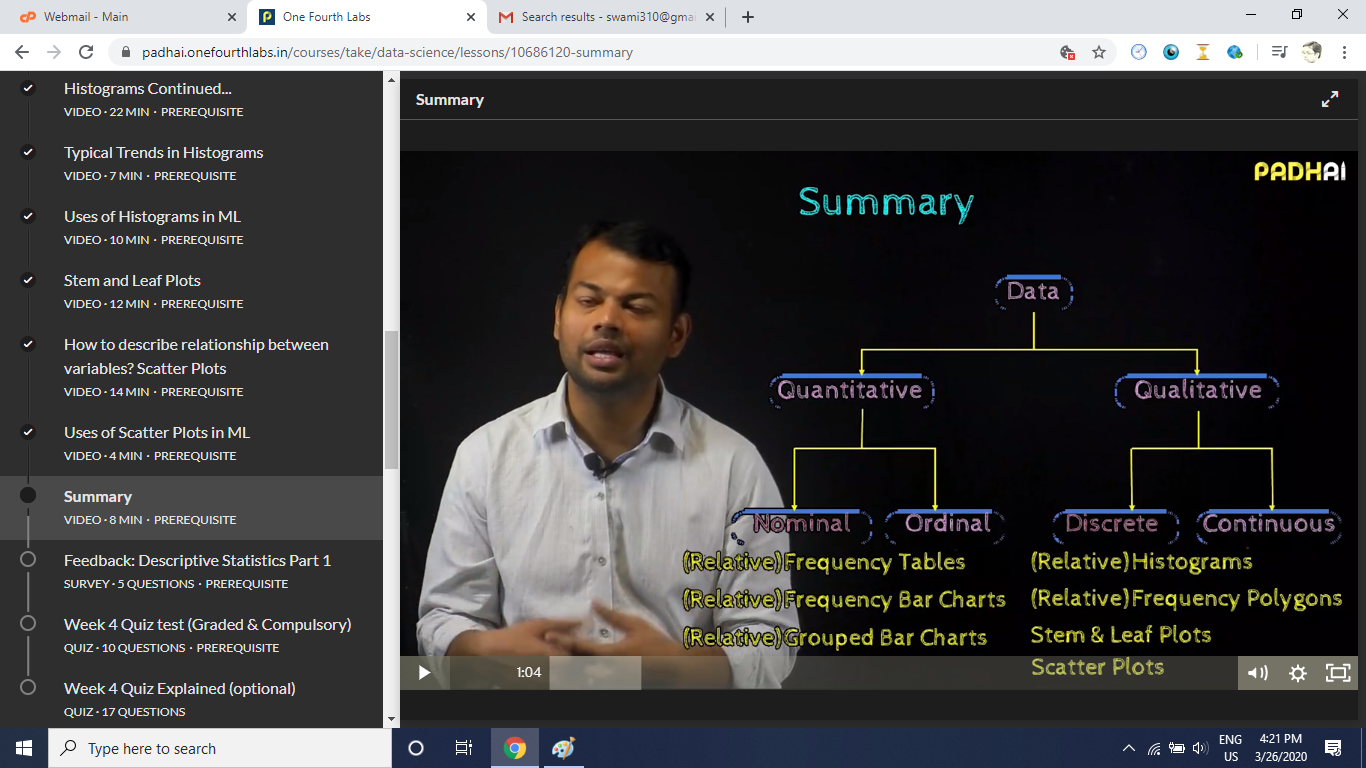 Webmail - Main
One Fourth Labs
Search results - swami310@gmai
padhai.onefourthlabs.in/courses/take/data-science/lessons/10686120-summary
Histograms Continued...
VIDEO · 22 MIN · PREREQUISITE
Typical Trends in Histograms
VIDEO · 7 MIN · PREREQUISITE
Uses of Histograms in ML
VIDEO · 10 MIN · PREREQUISITE
Stem and Leaf Plots
VIDEO · 12 MIN · PREREQUISITE
How to describe relationship between
variables? Scatter Plots
VIDEO · 14 MIN · PREREQUISITE
Uses of Scatter Plots in ML
VIDEO · 4 MIN · PREREQUISITE
Summary
VIDEO · 8 MIN · PREREQUISITE
Feedback: Descriptive Statistics Part 1
SURVEY · 5 QUESTIONS · PREREQUISITE
Week 4 Quiz test (Graded & Compulsory)
QUIZ · 10 QUESTIONS · PREREQUISITE
Week 4 Quiz Explained (optional)
QUIZ · 17 QUESTIONS
Summary
PADHAI
Summary
Data
Quantitative
Qualitative
Nominal
Ordinal
Discrete
Continuous
(Relative)Frequency Tables
(Relative)Frequency Bar Charts
(Relative)Grouped Bar Charts
(Relative)Histograms
(Relative)Frequency Polygons
Stem & Leaf Plots
Scatter Plots
1:04
Type here to search
ENG
US
4:21 PM
3/26/2020